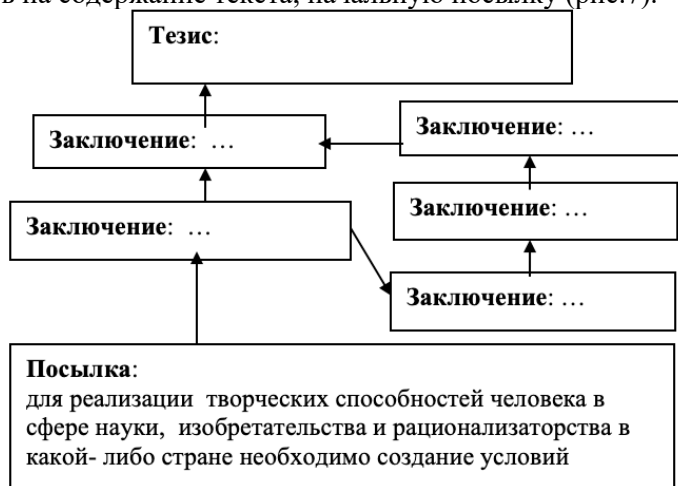 в на содержание текста, начальную посылку (рис.7).
Тезис:
Заключение: …
Заключение: …
Заключение: …
Заключение: …
Заключение: …
Посылка:
для реализации творческих способностей человека в
сфере науки, изобретательства и рационализаторства в
какой- либо стране необходимо создание условий